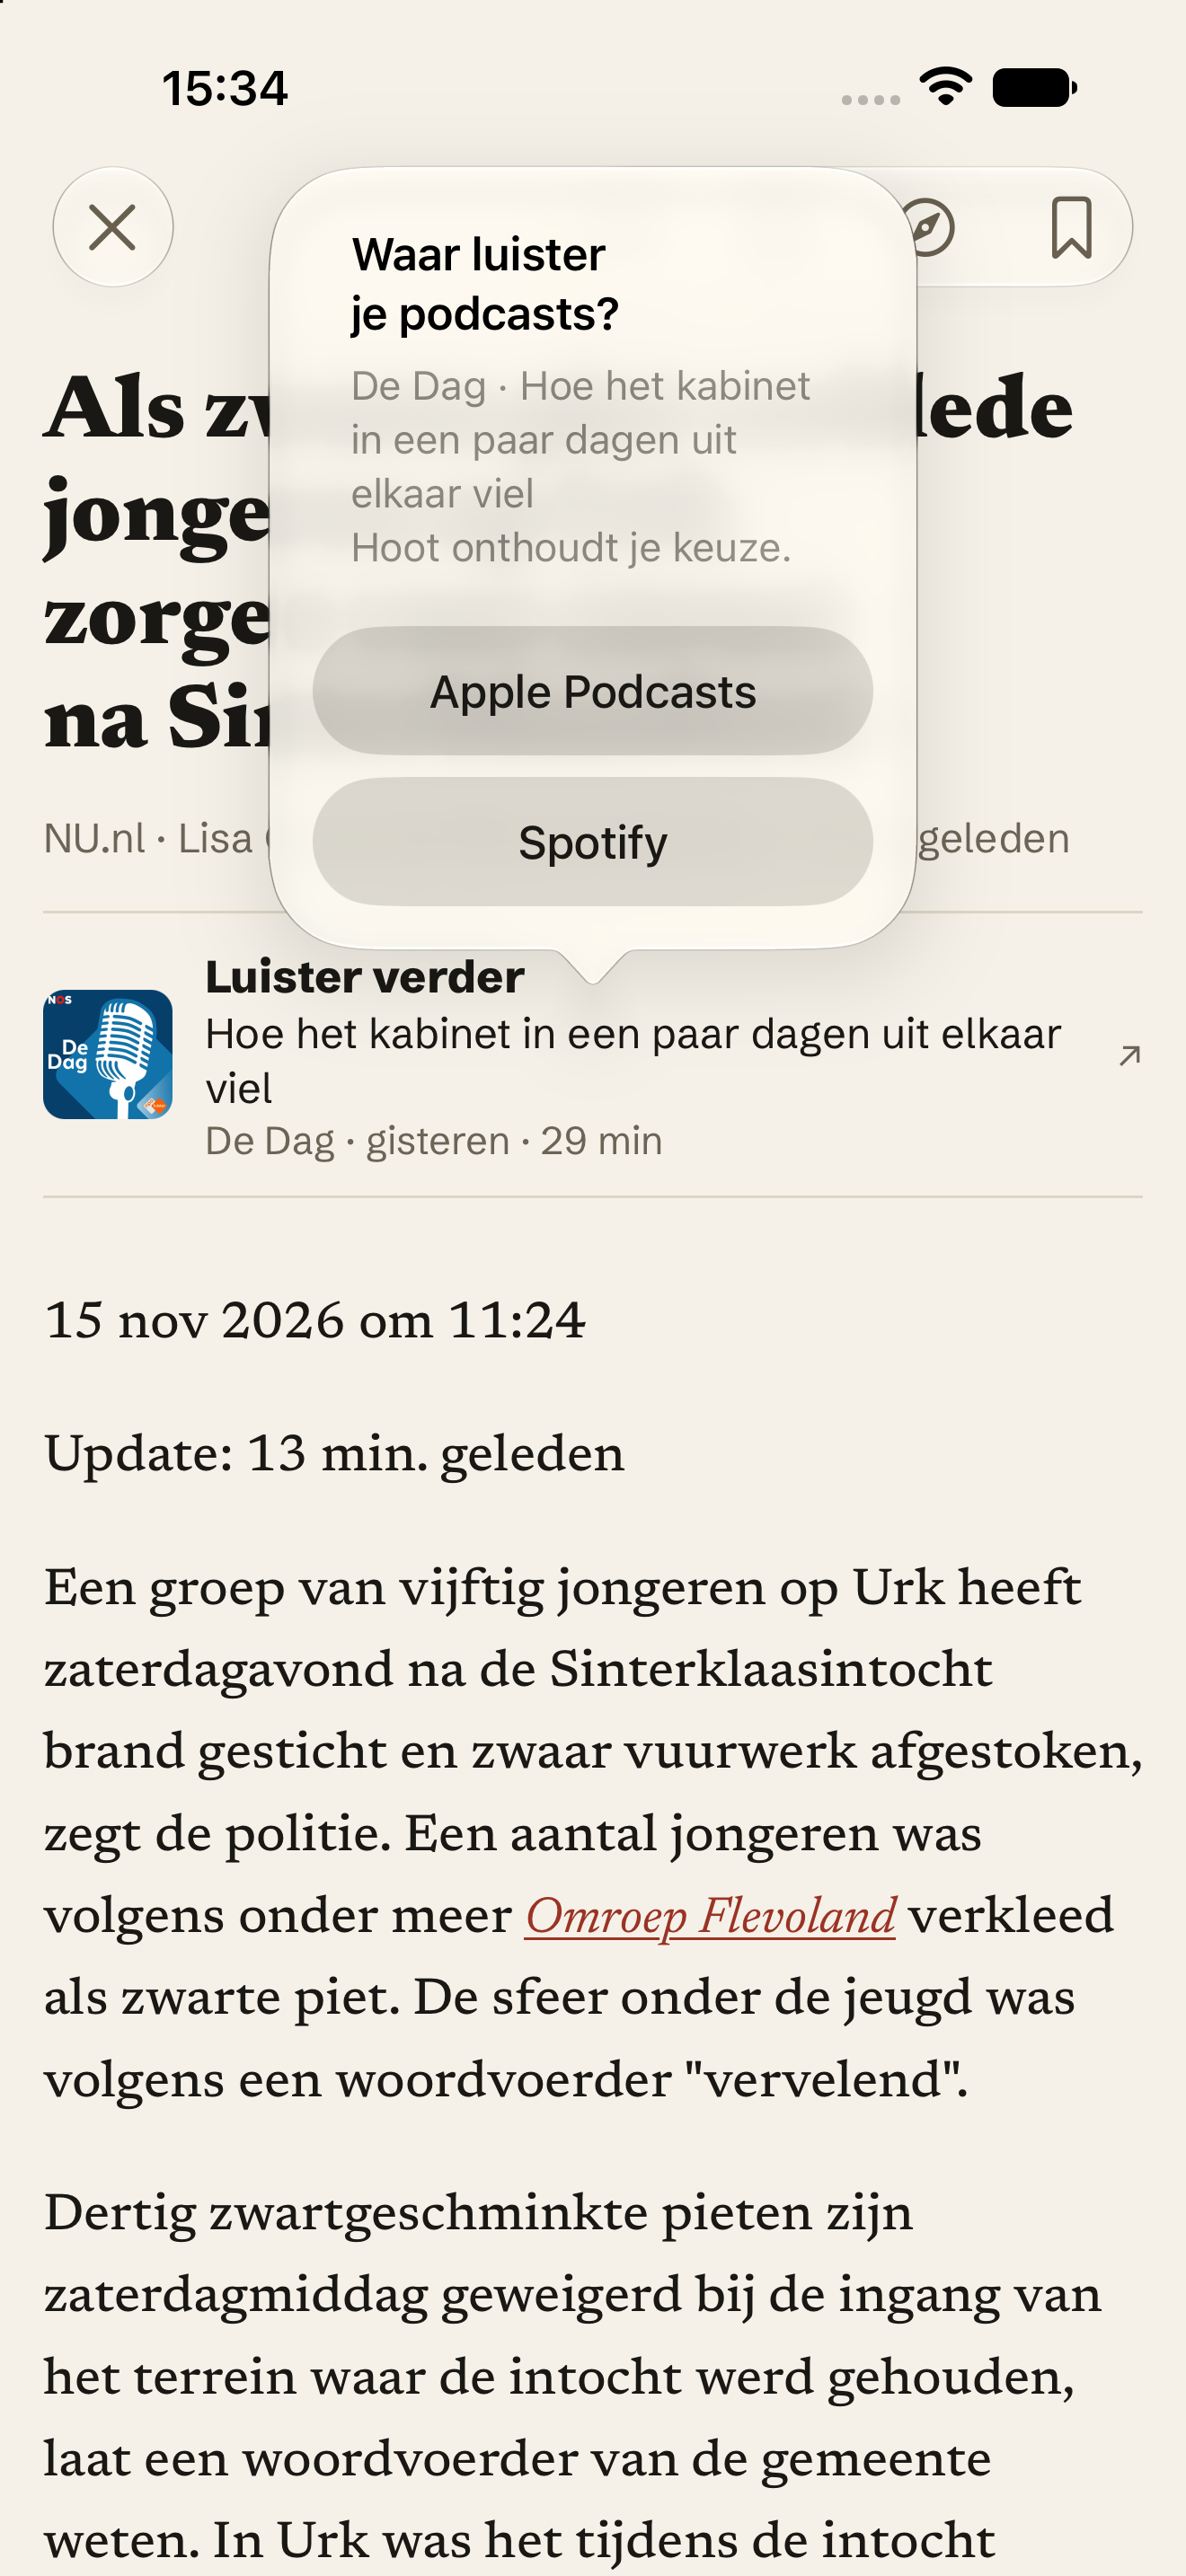 15:34
Waar luister
je podcasts?
De Dag · Hoe het kabinet
in een paar dagen uit
elkaar viel
Hoot onthoudt je keuze.
Apple Podcasts
Spotify
Als
lede
jonge
zorge
na
NU.nl · Lisa
geleden
Luister verder
NOS
De
Dag
Hoe het kabinet in een paar dagen uit elkaar
viel
De Dag · gisteren · 29 min
15 nov 2026 om 11:24
Update: 13 min. geleden
Een groep van vijftig jongeren op Urk heeft
zaterdagavond na de Sinterklaasintocht
brand gesticht en zwaar vuurwerk afgestoken,
zegt de politie. Een aantal jongeren was
volgens onder meer Omroep Flevoland verkleed
als zwarte piet. De sfeer onder de jeugd was
volgens een woordvoerder "vervelend".
Dertig zwartgeschminkte pieten zijn
zaterdagmiddag geweigerd bij de ingang van
het terrein waar de intocht werd gehouden,
laat een woordvoerder van de gemeente
weten. In Urk was het tijdens de intocht